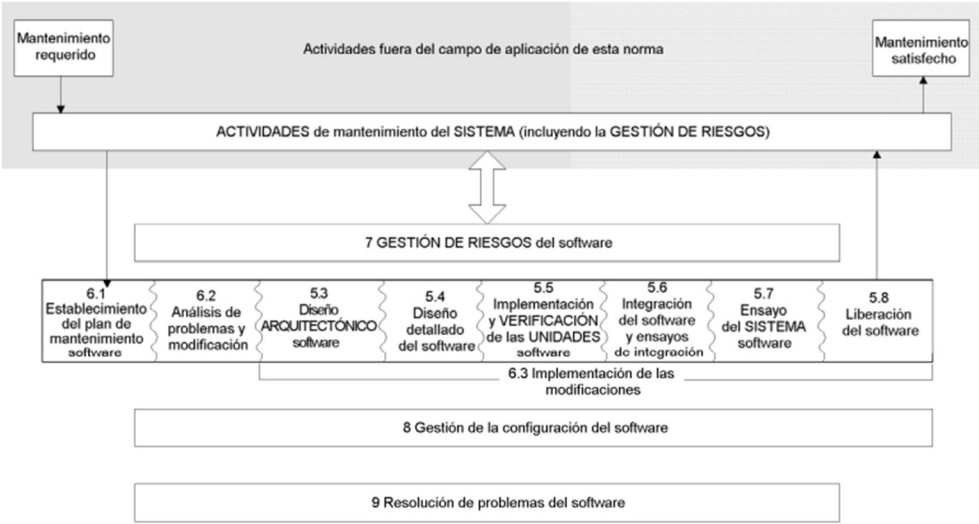 Mantenimiento
requerido
Actividades fuera del campo de aplicación de esta norma
Mantenimiento
satisfecho
ACTIVIDADES de mantenimiento del SISTEMA (incluyendo la GESTIÓN DE RIESGOS)
7 GESTIÓN DE RIESGOS del software
6.1
Establecimiento
del plan de
mantenimiento
software
6.2
Análisis de
problemas y
modificación
5.3
Diseño
ARQUITECTÓNICO
software
5.4
Diseño
detallado
del software
5.5
Implementación
y VERIFICACIÓN
de las UNIDADES
software
5.6
Integración
del software
y ensayos
de integración
5.7
Ensayo
del SISTEMA
software
5.8
Liberación
del software
6.3 Implementación de las
modificaciones
8 Gestión de la configuración del software
9 Resolución de problemas del software